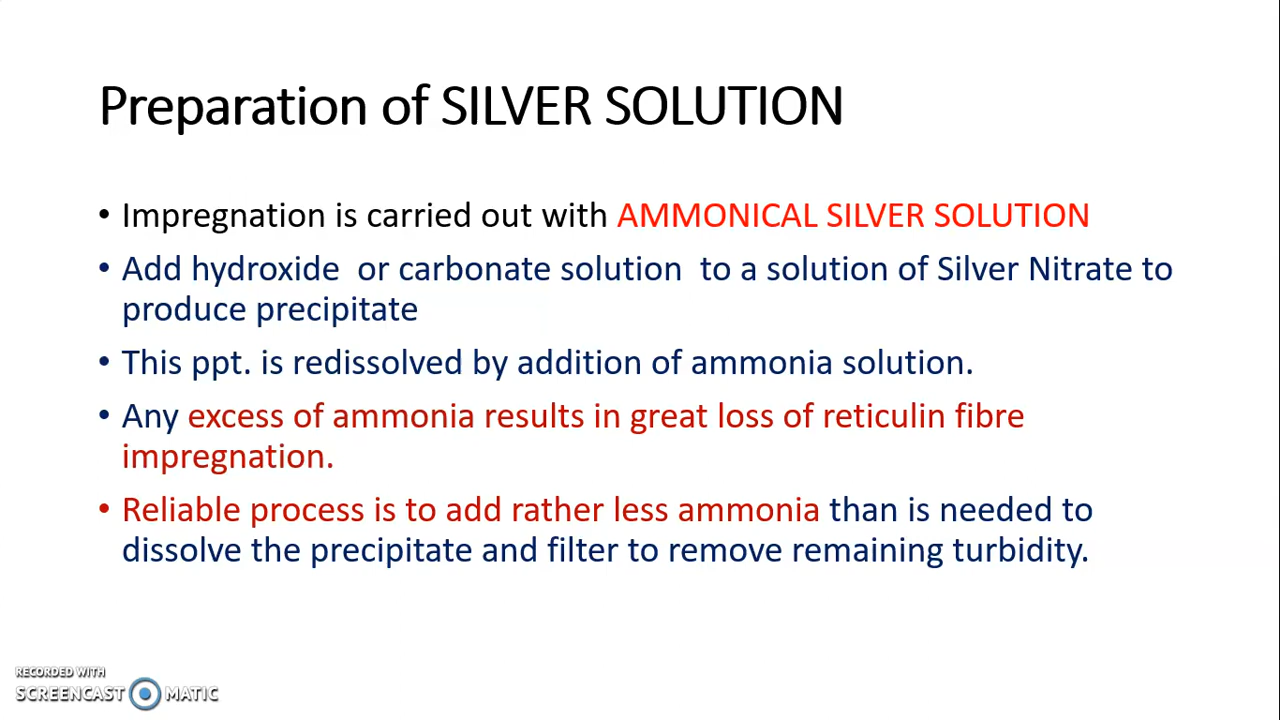 Preparation of SILVER SOLUTION
• Impregnation is carried out with AMMONICAL SILVER SOLUTION
• Add hydroxide or carbonate solution to a solution of Silver Nitrate to
produce precipitate
• This ppt. is redissolved by addition of ammonia solution.
• Any excess of ammonia results in great loss of reticulin fibre
impregnation.
• Reliable process is to add rather less ammonia than is needed to
dissolve the precipitate and filter to remove remaining turbidity.
RECORDED WITH
SCREENCAST MATIC